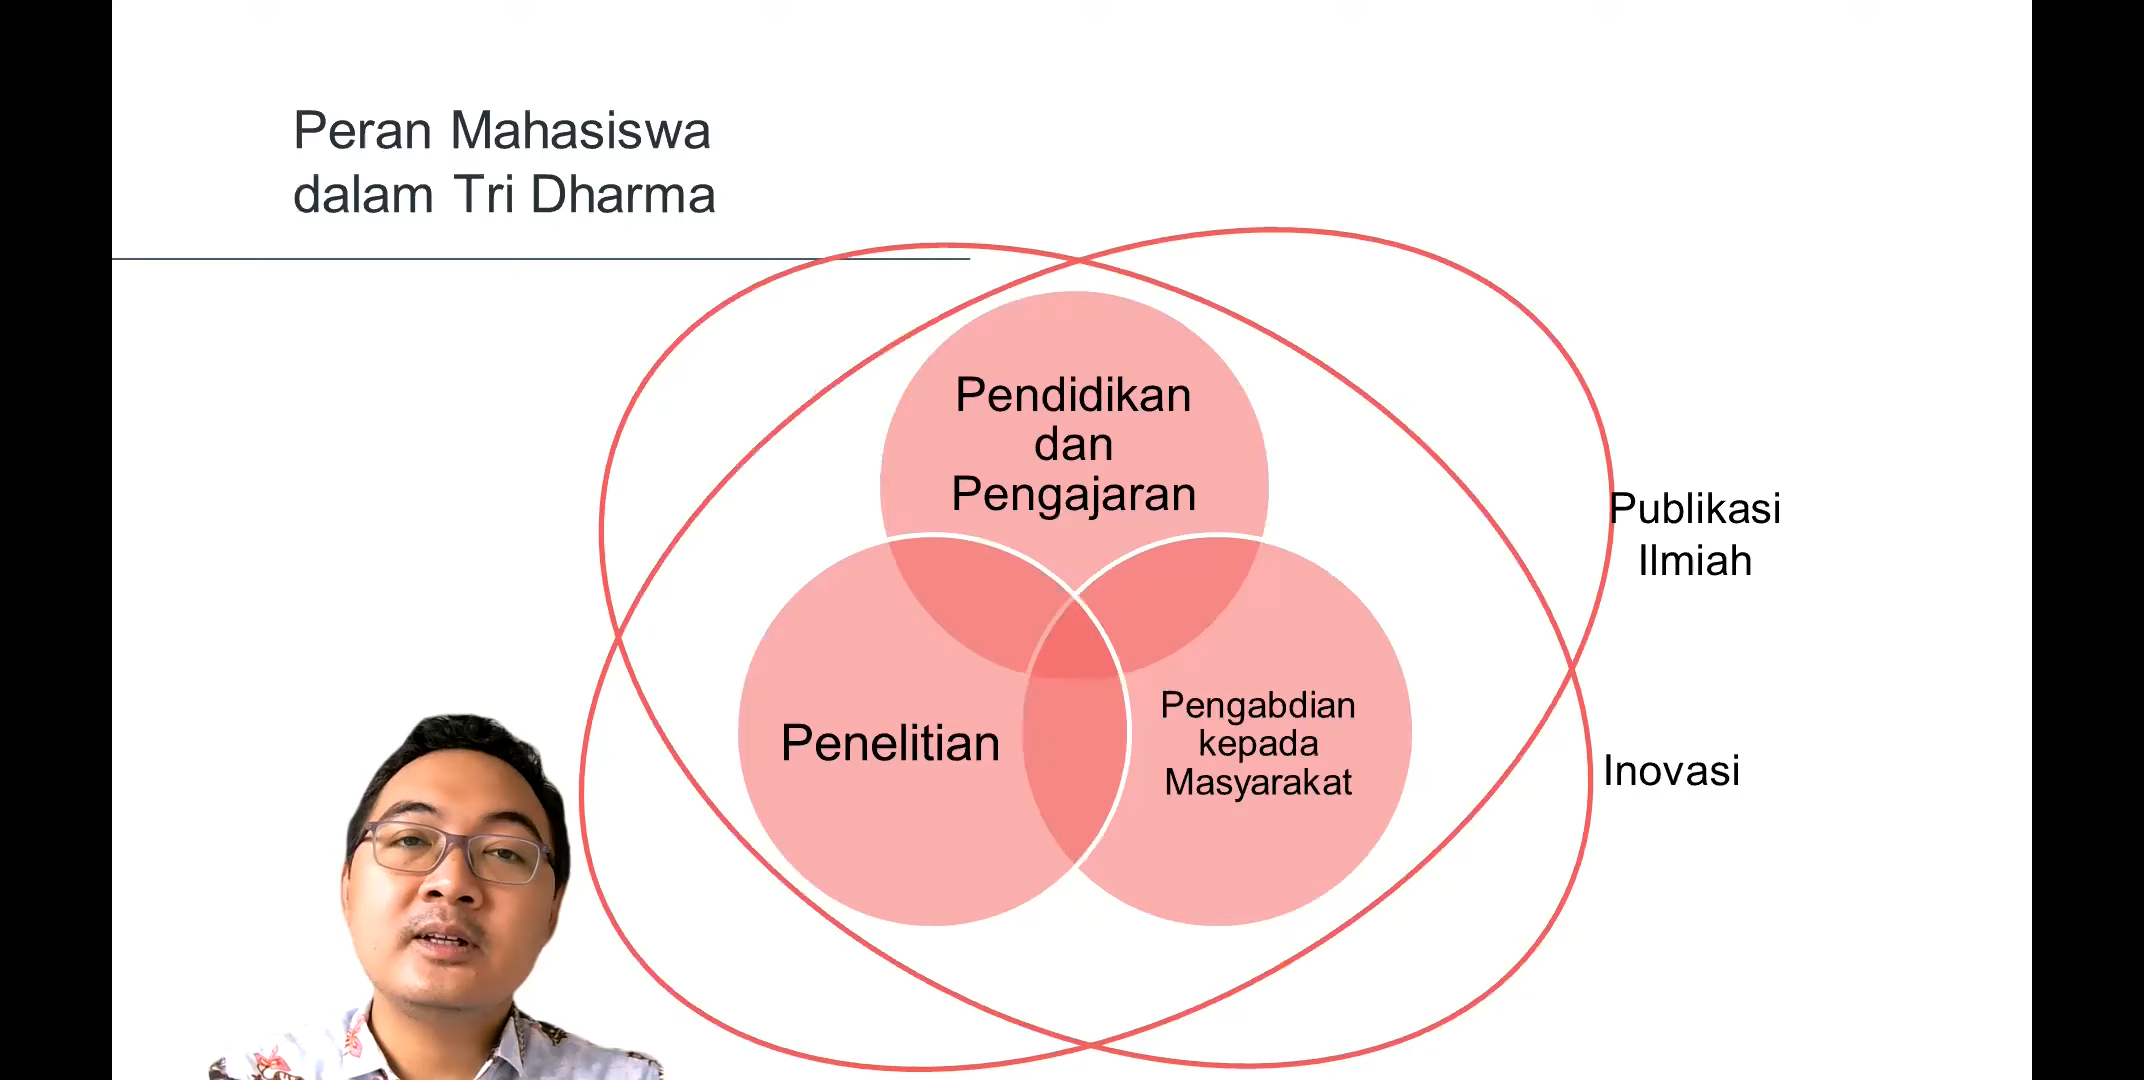 Peran Mahasiswa
dalam Tri Dharma
Pendidikan
dan
Pengajaran
Penelitian
Pengabdian
kepada
Masyarakat
Publikasi
Ilmiah
Inovasi